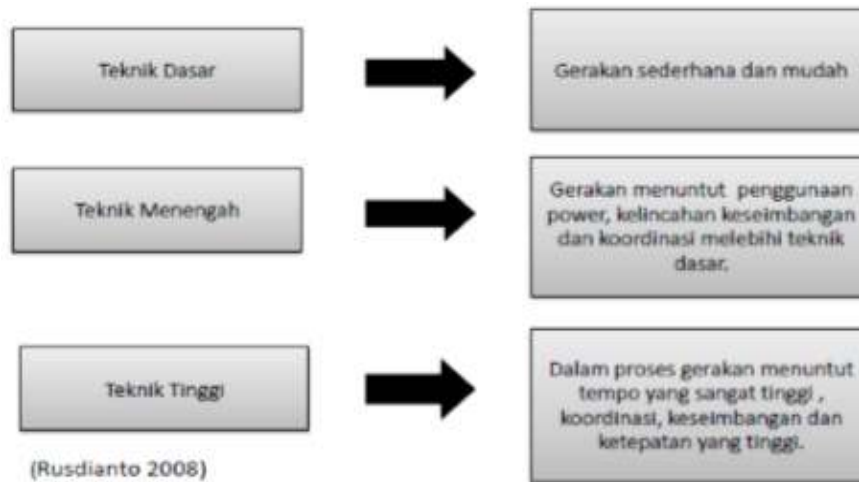 Teknik Dasar
Gerakan sederhana dan mudah
Teknik Menengah
Gerakan menuntut penggunaan
power, kelincahan keseimbangan
dan koordinasi melebihi teknik
dasar.
Teknik Tinggi
Dalam proses gerakan menuntut
tempo yang sangat tinggi ,
koordinasi, keseimbangan dan
ketepatan yang tinggi.
(Rusdianto 2008)